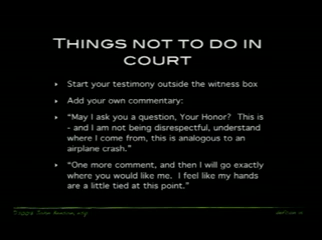 THINGS NOT TO DO IN
COURT
Start your testimony outside the witness box
Add your own commentary:
“May I ask you a question, Your Honor? This is
- and I am not being disrespectful, understand
where I come from, this is analogous to an
airplane crash.”
“One more comment, and then I will go exactly
where you would like me. I feel like my hands
are a little tied at this point.”